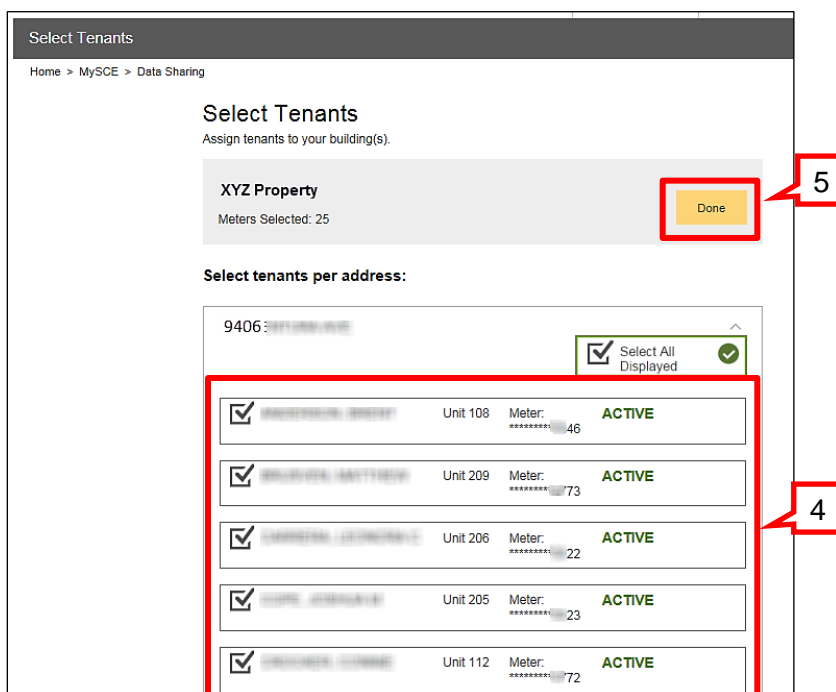 Select Tenants
Home > MySCE > Data Sharing
Select Tenants
Assign tenants to your building(s).
XYZ Property
Meters Selected: 25
Done
5
Select tenants per address:
9406
Select All
Displayed
Unit 108 Meter: ACTIVE
*********46
Unit 209 Meter: ACTIVE
*********73
Unit 206 Meter: ACTIVE
*********22
4
Unit 205 Meter: ACTIVE
*********23
Unit 112 Meter: ACTIVE
*********772